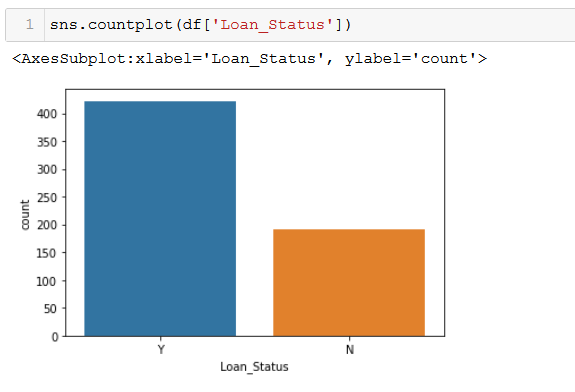 1 sns.countplot(df['Loan_Status'])
<AxesSubplot:xlabel='Loan_Status', ylabel='count'>
400
350
300
250
200
150
100
50
0
count
Y N
Loan_Status